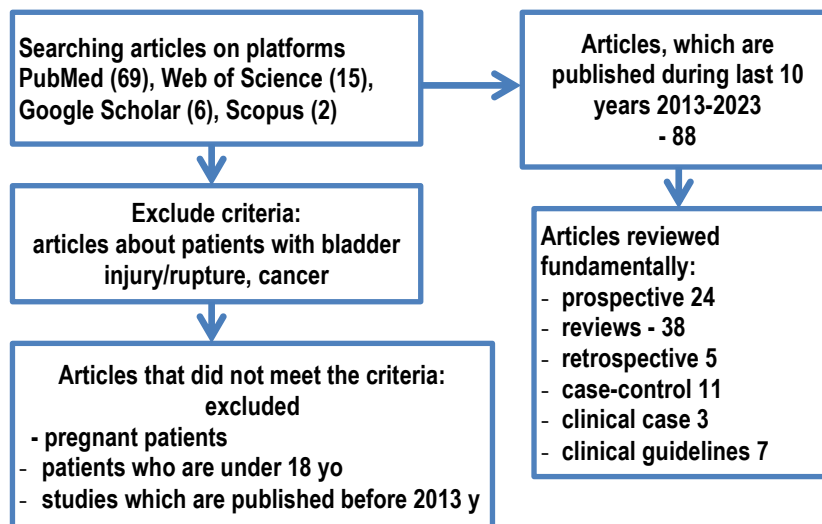 Searching articles on platforms
PubMed (69), Web of Science (15),
Google Scholar (6), Scopus (2)
Articles, which are
published during last 10
years 2013-2023
- 88
Exclude criteria:
articles about patients with bladder
injury/rupture, cancer
Articles reviewed
fundamentally:
- prospective 24
- reviews - 38
- retrospective 5
- case-control 11
- clinical case 3
- clinical guidelines 7
Articles that did not meet the criteria:
excluded
- pregnant patients
- patients who are under 18 yo
- studies which are published before 2013 y